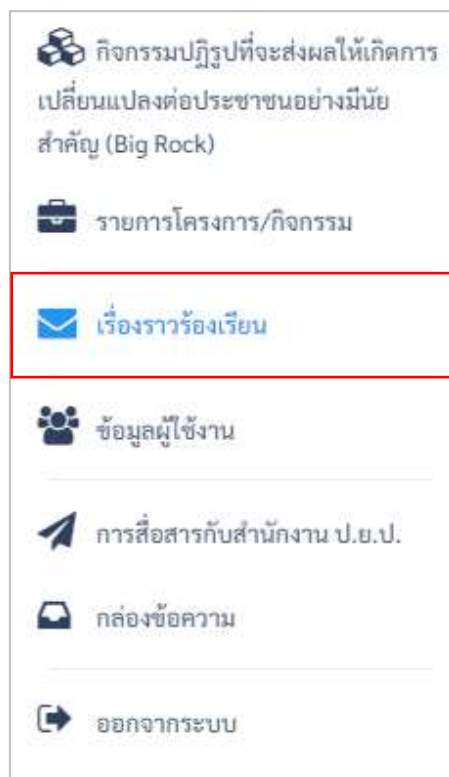 กิจกรรมปฏิรูปที่จะส่งผลให้เกิดการ
เปลี่ยนแปลงต่อประชาชนอย่างมีนัย
สำคัญ (Big Rock)
รายการโครงการ/กิจกรรม
เรื่องราวร้องเรียน
ข้อมูลผู้ใช้งาน
การสื่อสารกับสำนักงาน ป.ย.ป.
กล่องข้อความ
ออกจากระบบ